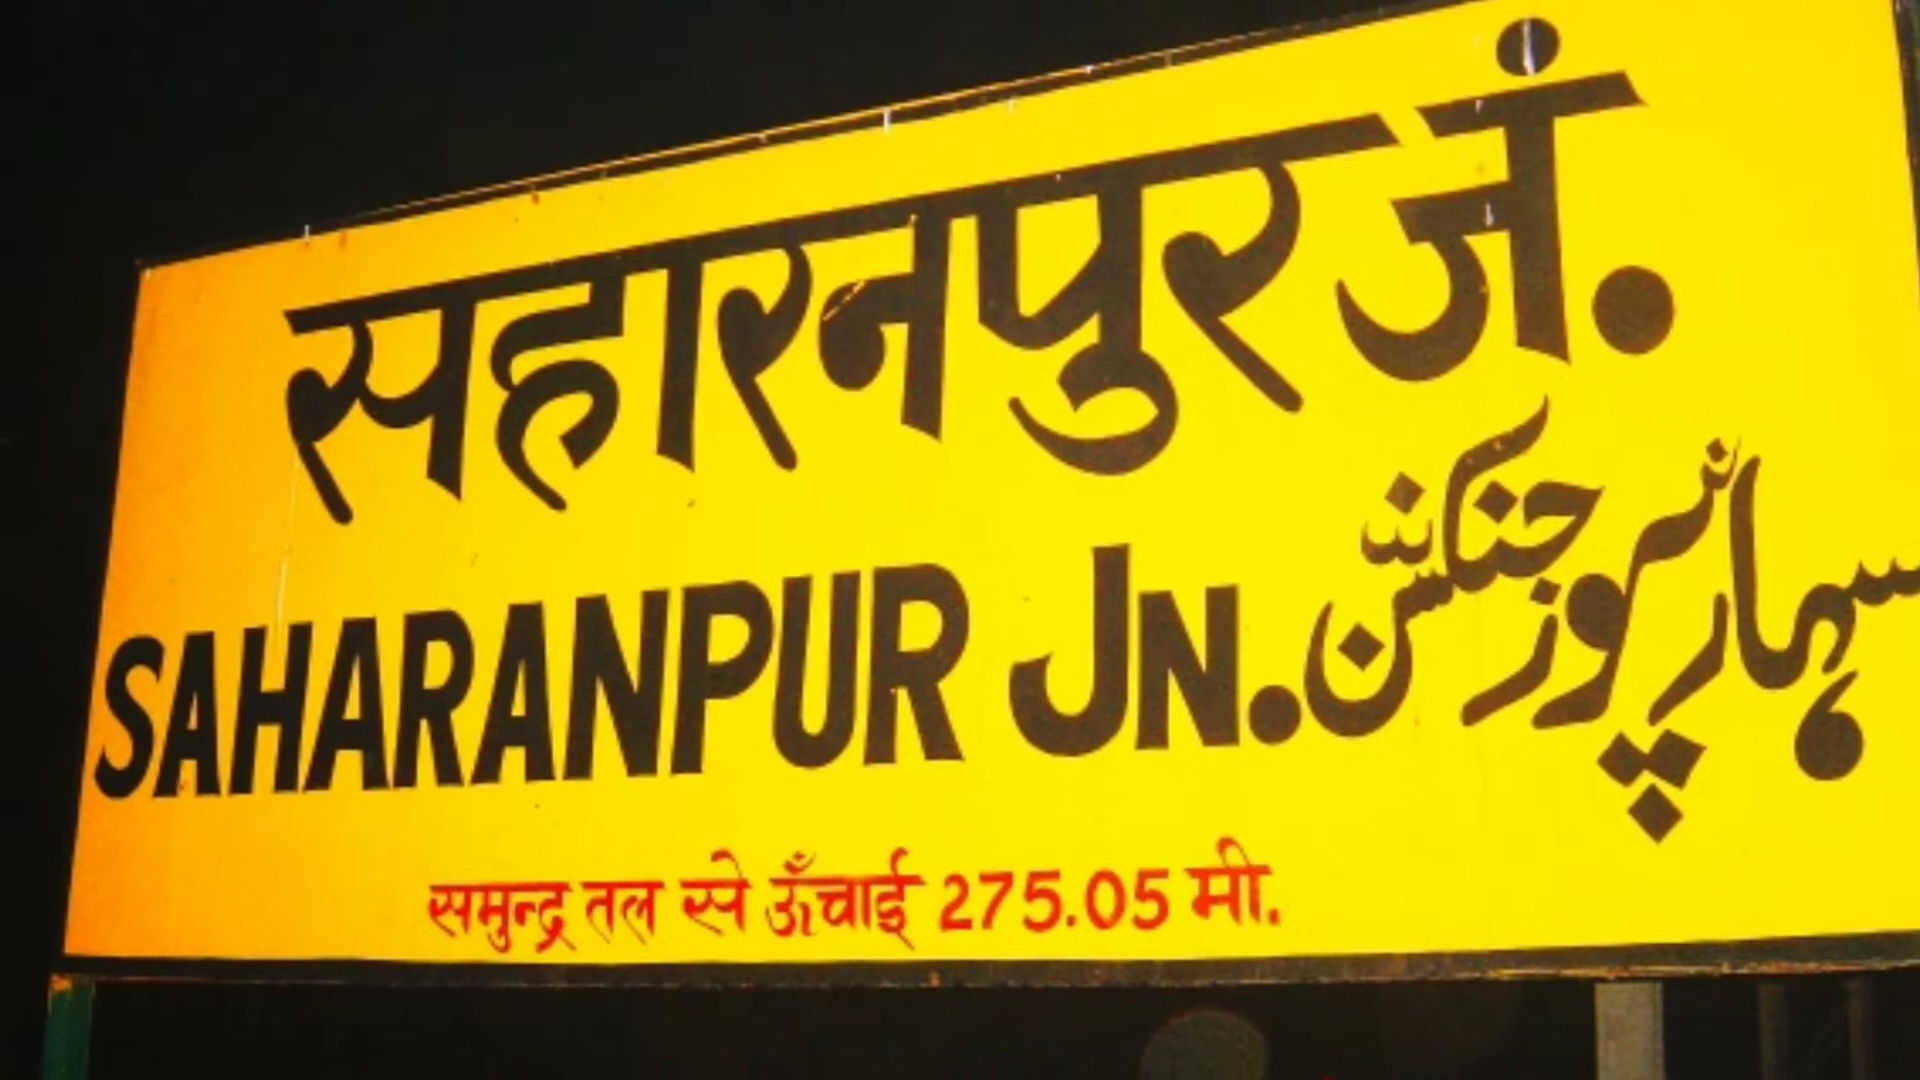 सहारनपुर जं.
SAHARANPUR JN.
سہارنپور جنکشن
समुन्द्र तल से ऊँचाई 275.05 मी.